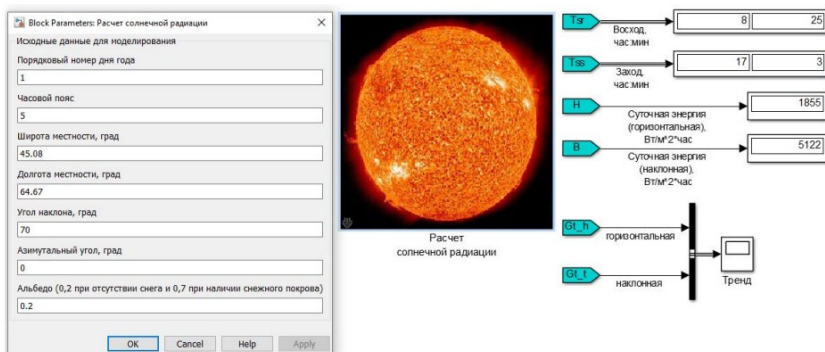 Block Parameters: Расчет солнечной радиации
Исходные данные для моделирования
Порядковый номер дня года
1
Часовой пояс
5
Широта местности, град
45.08
Долгота местности, град
64.67
Угол наклона, град
70
Азимутальный угол, град
0
Альбедо (0,2 при отсутствии снега и 0,7 при наличии снежного покрова)
0.2
OK Cancel Help Apply
Расчет
солнечной радиации
Tsr
8 25
Восход,
час:мин
Tss
17 3
Заход,
час:мин
H
1855
Суточная энергия
(горизонтальная),
Вт/м^2*час
B
5122
Суточная энергия
(наклонная),
Вт/м^2*час
Gt_h
горизонтальная
Gt_t
наклонная
Тренд